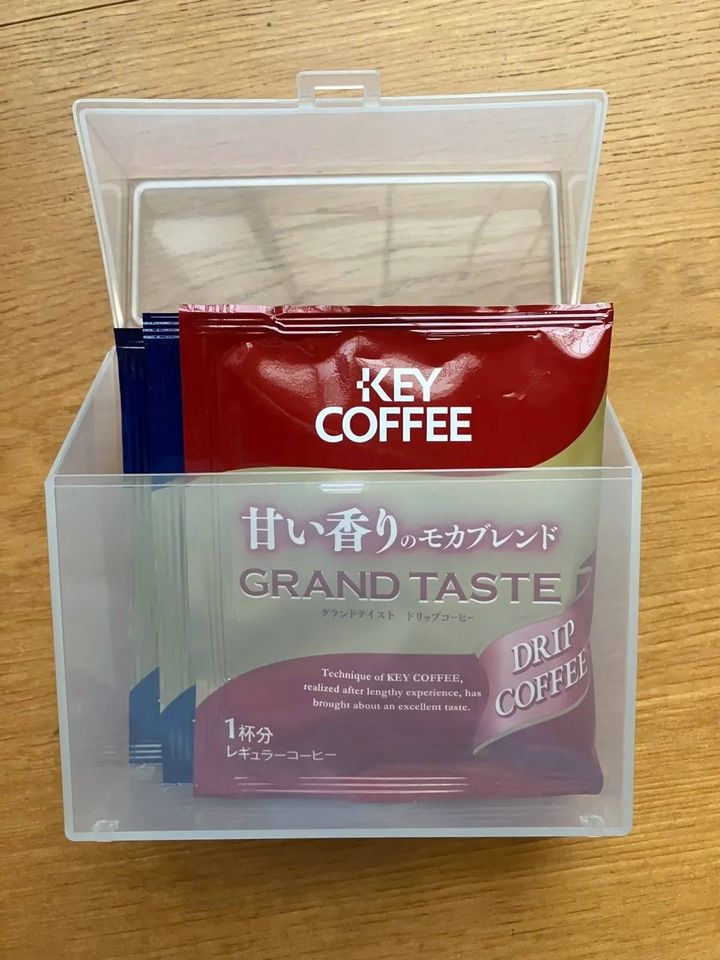 KEY
COFFEE
甘い香りのモカブレンド
GRAND TASTE
グランドテイスト ドリップコーヒー
DRIP
COFFEE
Technique of KEY COFFEE,
realized after lengthy experience, has
brought about an excellent taste.
1杯分
レギュラーコーヒー